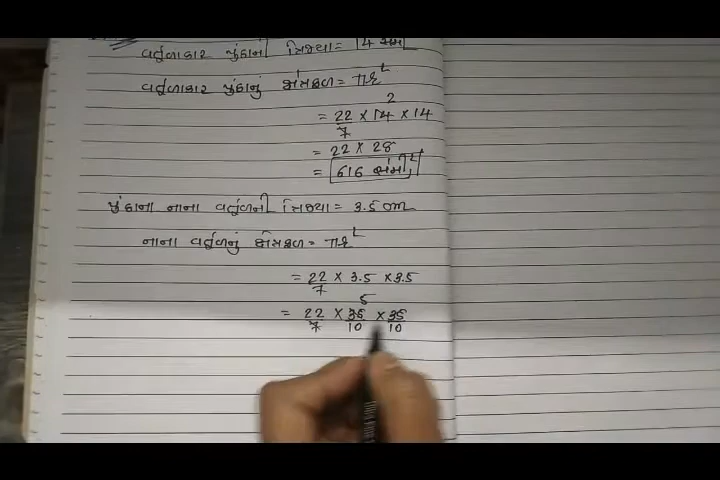 વર્તુળાકાર પુંઠાની ત્રિજ્યા = 14 સેમી
વર્તુળાકાર પુંઠાનું ક્ષેત્રફળ = πr²
2
= 22/7 × 14 × 14
= 22 × 28
= 616 સેમી²
પુંઠાના નાના વર્તુળની ત્રિજ્યા = 3.5 cm
નાના વર્તુળનું ક્ષેત્રફળ = πr²
= 22/7 × 3.5 × 3.5
5
= 22/7 × 35/10 × 35/10